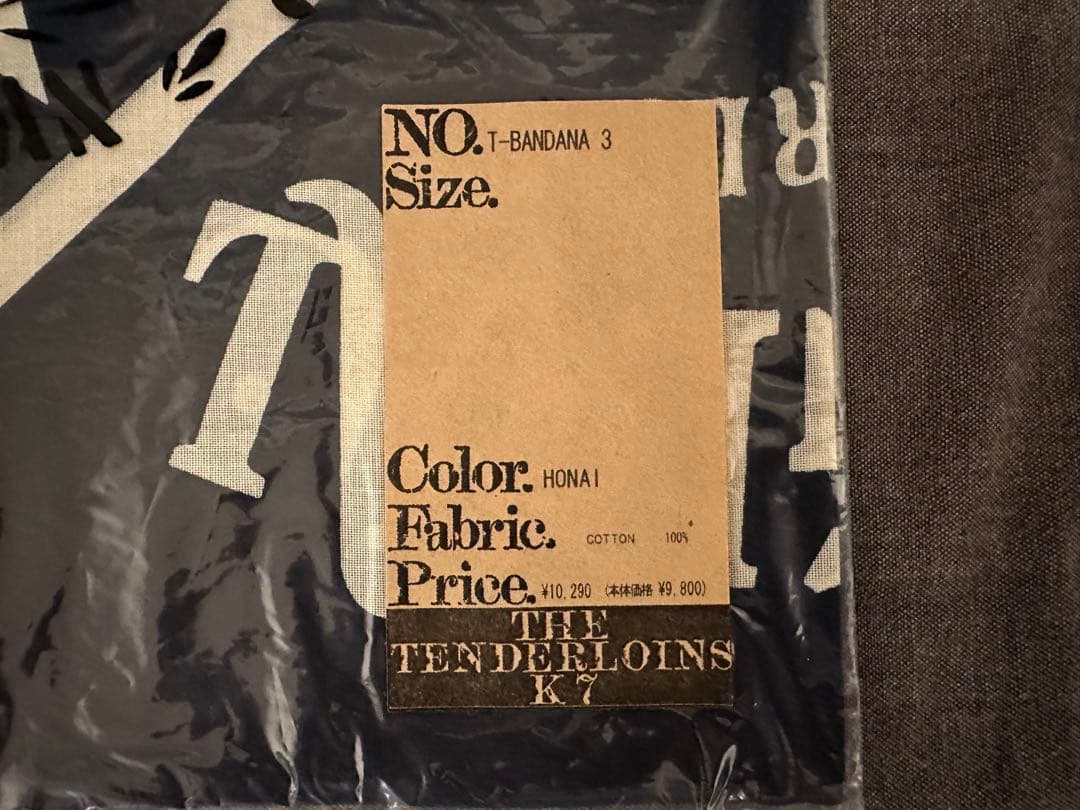 NO. T-BANDANA 3
Size.
Color. HONAI
Fabric. COTTON 100%
Price. ¥10,290 (本体価格 ¥9,800)
THE
TENDERLOINS
K 7